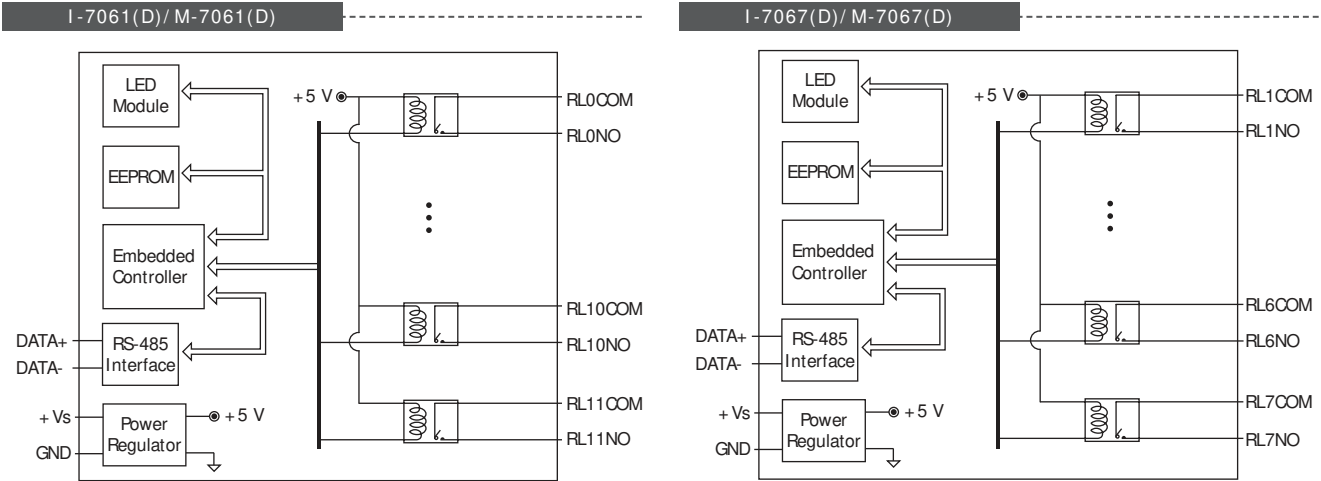 I-7061(D)/M-7061(D)
LED
Module
EEPROM
Embedded
Controller
RS-485
Interface
Power
Regulator
DATA+
DATA-
+Vs
GND
+5 V
+5 V
RL0COM
RL0NO
RL10COM
RL10NO
RL11COM
RL11NO
I-7067(D)/M-7067(D)
LED
Module
EEPROM
Embedded
Controller
RS-485
Interface
Power
Regulator
DATA+
DATA-
+Vs
GND
+5 V
+5 V
RL1COM
RL1NO
RL6COM
RL6NO
RL7COM
RL7NO